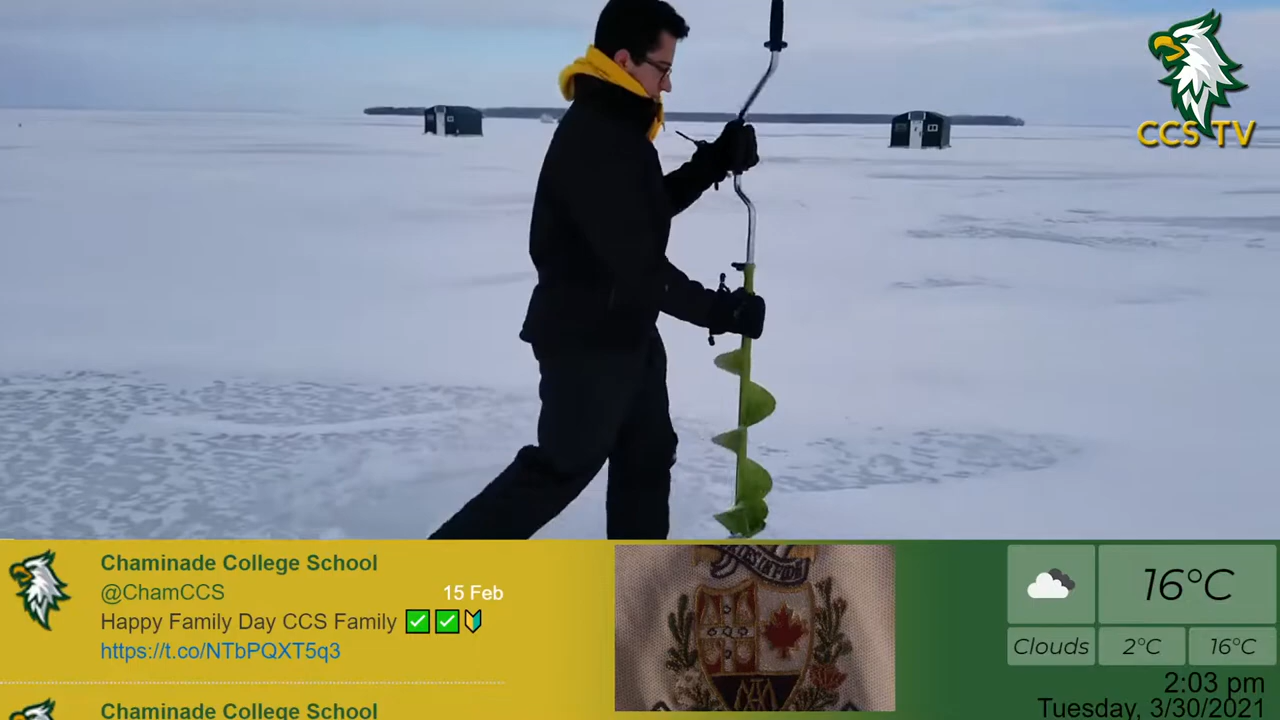 CCS TV
Chaminade College School
@ChamCCS
15 Feb
Happy Family Day CCS Family
https://t.co/NTbPQXT5q3
Chaminade College School
16°C
Clouds
2°C
16°C
2:03 pm
Tuesday, 3/30/2021